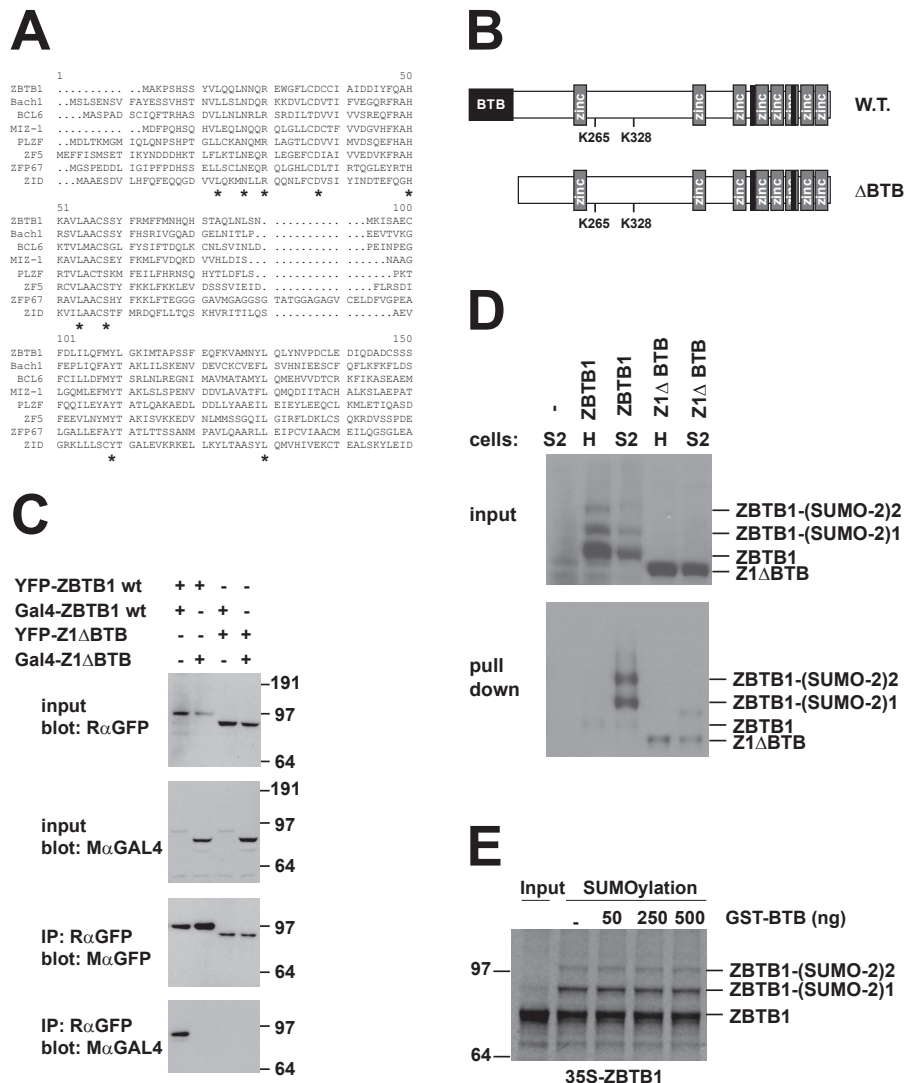 A
1 50
ZBTB1 ..........MAKPSHSS YVLQQLNNQR EWGFLCDCCI AIDDIYFQAH
Bach1 ..MSLSENSV FAYESSVHST NVLLSLNDQR KKDVLCDVTI FVEGQRFRAH
BCL6 ...MASPAD SCIQFTRHAS DVLLNLNRLR SRDILTDVVI VVSREQFRAH
MIZ-1 .......... MDFPQHSQ HVLEQLNQQR QLGLLCDCTF VVDGVHFKAH
PLZF .MDLTKMGM IQLQNPSHPT GLLCKANQMR LAGTLCDVVI MVDSQEFHAH
ZF5 MEFFISMSET IKYNDDDHKT LFLKTLNEQR LEGEFCDIAI VVEDVKFRAH
ZFP67 ...MGSPEDD LIGIPFPDHSS ELLSCLNEQR QLGHLCDLTI RTQGLEYRTH
ZID ...MAAESDV LHFQFEQQGD VVLQKMNLLR QQNLFCDVSI YINDTEFQGH
* * * * *
51 100
ZBTB1 KAVLAACSSY FRMFFMNHQH STAQLNLSN. .......... MKISAEC
Bach1 RSVLAACSSY FHSRIVGQAD GELNITLP.. .......... EEVTVKG
BCL6 KTVLMACSGL FYSIFTDQLK CNLSVINLD. .......... PEINPEG
MIZ-1 KAVLAACSEY FKMLFVDQKD VVHLDIS... .......... NAAG
PLZF RTVLACTSKM FEILFHRNSQ HYTLDFLS.. .......... PKT
ZF5 RCVLAACSTY FKKLFKKLEV DSSSVIEID. .......... FLRSDI
ZFP67 RAVLAACSHY FKKLFTEGGG GAVMGAGGSG TATGGAGAGV CELDFVGPEA
ZID KVILAACSTF MRDQFLLTQS KHVRITILQS .......... AEV
* *
101 150
ZBTB1 FDLILQFMYL GKIMTAPSSF EQFKVAMNYL QLYNVPDCLE DIQDADCSSS
Bach1 FEPLIQFAYT AKLILSKENV DEVCKCVEFL SVHNIEESCF QFLKFKFLDS
BCL6 FCILLDFMYT SRLNLREGNI MAVMATAMYL QMEHVVDTCR KFIKASEAEM
MIZ-1 LGQMLEFMYT AKLSLSPENV DDVLAVATFL QMQDIITACH ALKSLAEPAT
PLZF FQQILEYAYT ATLQAKAEDL DDLLYAAEIL EIEYLEEQCL KMLETIQASD
ZF5 FEEVLNYMYT AKISVKKEDV NLMMSSGQIL GIRFLDKLCS QKRDVSSPDE
ZFP67 LGALLEFAYT ATLTTSSANM PAVLQAARLL EIPCVIAACM EILQGSGLEA
ZID GRKLLLSCYT GALEVKRKEL LKYLTAASYL QMVHIVEKCT EALSKYLEID
* *
B
BTB zinc zinc zinc zinc zinc zinc zinc zinc W.T.
K265 K328
zinc zinc zinc zinc zinc zinc zinc zinc ΔBTB
K265 K328
C
YFP-ZBTB1 wt + + - -
Gal4-ZBTB1 wt + - + -
YFP-Z1ΔBTB - - + +
Gal4-Z1ΔBTB - + - +
input
blot: RαGFP
191
97
64
input
blot: MαGAL4
191
97
64
IP: RαGFP
blot: MαGFP
97
64
IP: RαGFP
blot: MαGAL4
97
64
D
- ZBTB1 ZBTB1 Z1Δ BTB Z1Δ BTB
cells: S2 H S2 H S2
input
ZBTB1-(SUMO-2)2
ZBTB1-(SUMO-2)1
ZBTB1
Z1ΔBTB
pull
down
ZBTB1-(SUMO-2)2
ZBTB1-(SUMO-2)1
ZBTB1
Z1ΔBTB
E
Input SUMOylation
- 50 250 500 GST-BTB (ng)
97
ZBTB1-(SUMO-2)2
ZBTB1-(SUMO-2)1
ZBTB1
64
35S-ZBTB1